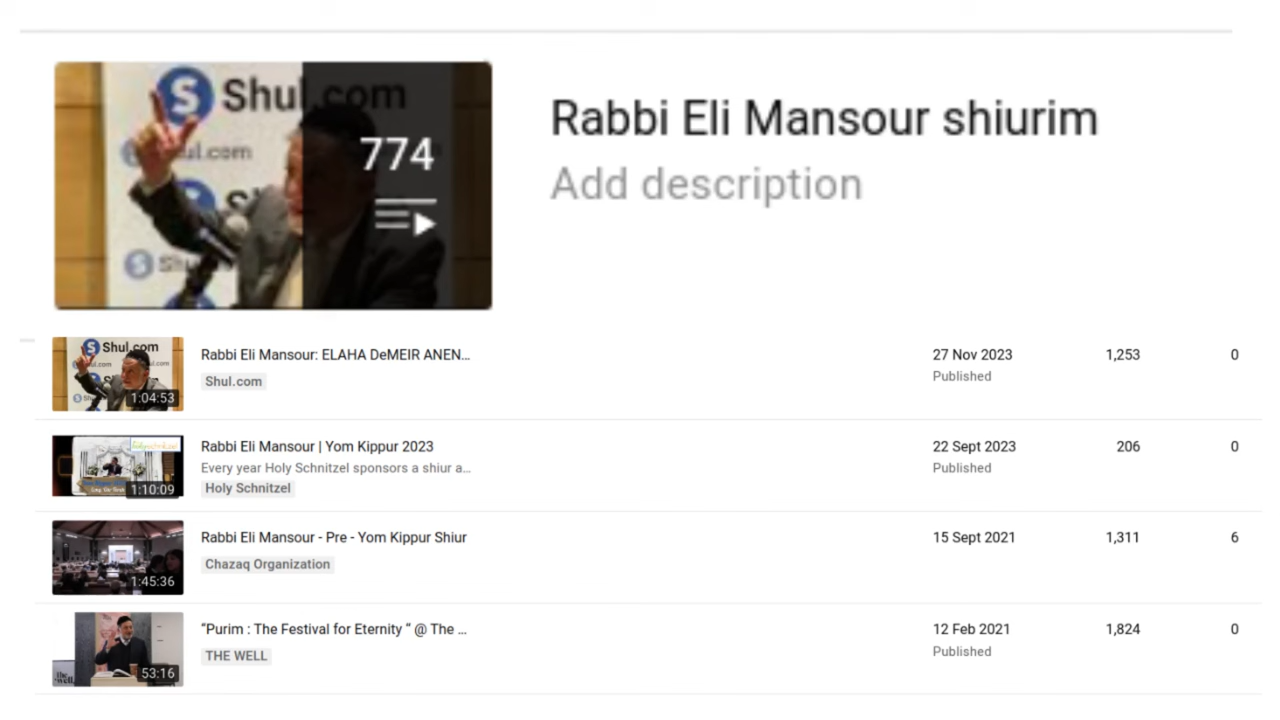 Shul.com
774
Shul.com
Rabbi Eli Mansour shiurim
Add description
Shul.com
1:04:53
Rabbi Eli Mansour: ELAHA DeMEIR ANEN...
Shul.com
27 Nov 2023
Published
1,253
0
1:10:09
Rabbi Eli Mansour | Yom Kippur 2023
Every year Holy Schnitzel sponsors a shiur a...
Holy Schnitzel
22 Sept 2023
Published
206
0
1:45:36
Rabbi Eli Mansour - Pre - Yom Kippur Shiur
Chazaq Organization
15 Sept 2021
1,311
6
the
well
53:16
“Purim : The Festival for Eternity “ @ The ...
THE WELL
12 Feb 2021
Published
1,824
0